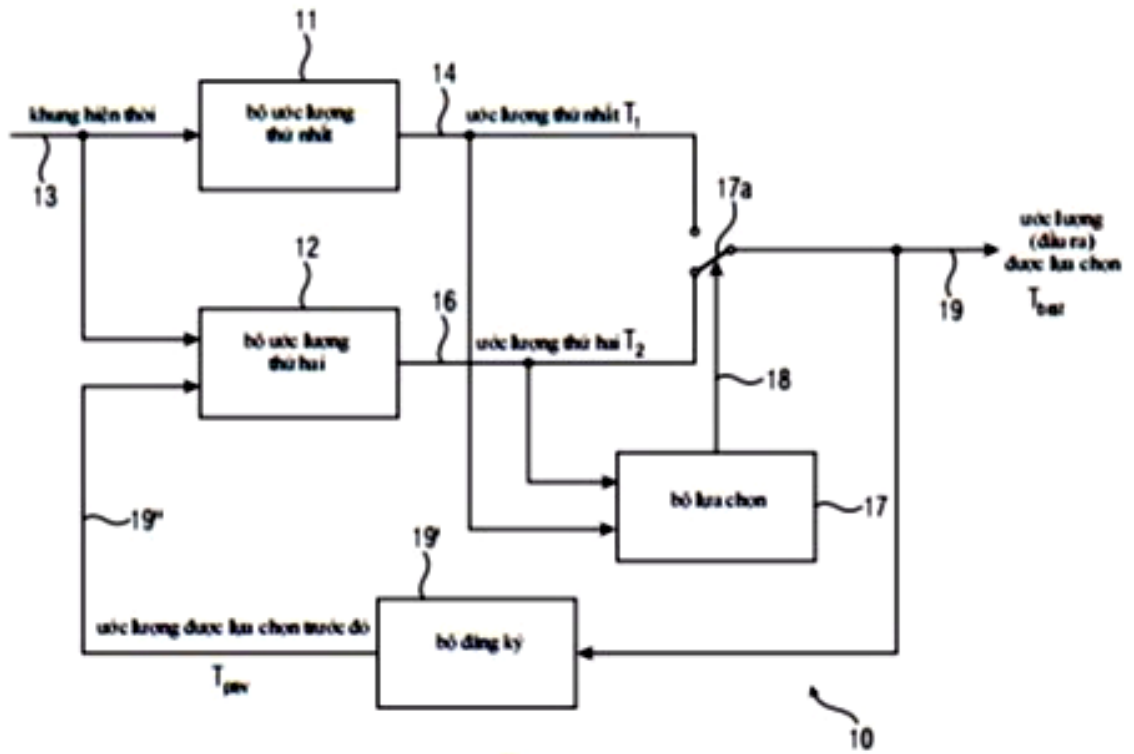 11
bộ ước lượng
thứ nhất
khung hiện thời
13
14
ước lượng thứ nhất T₁
17a
ước lượng
(đầu ra)
được lựa chọn
T_best
19
12
bộ ước lượng
thứ hai
16
ước lượng thứ hai T₂
18
bộ lựa chọn
17
19"
19'
ước lượng được lựa chọn trước đó
T_prev
bộ đăng ký
10